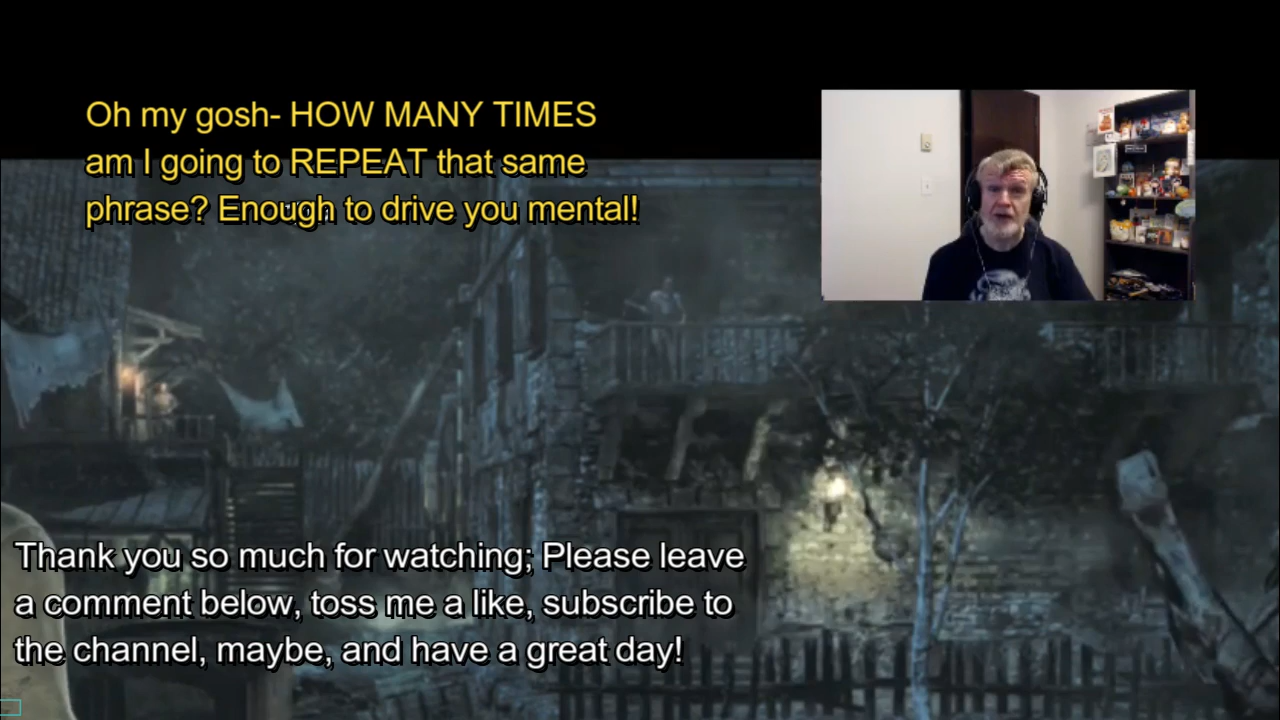 Oh my gosh- HOW MANY TIMES
am I going to REPEAT that same
phrase? Enough to drive you mental!
Thank you so much for watching; Please leave
a comment below, toss me a like, subscribe to
the channel, maybe, and have a great day!